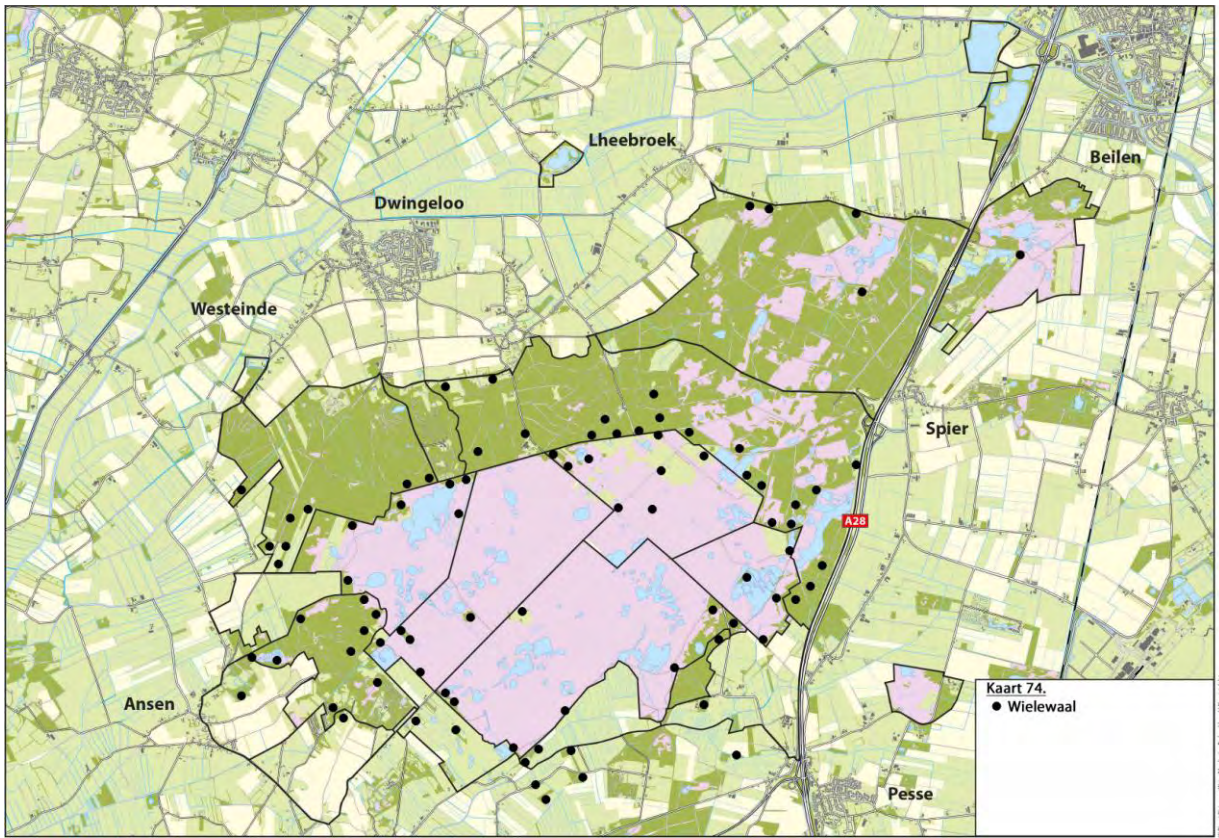 Lheebroek
Beilen
Dwingeloo
Westeinde
Spier
A28
Kaart 74.
Wielewaal
Ansen
Pesse